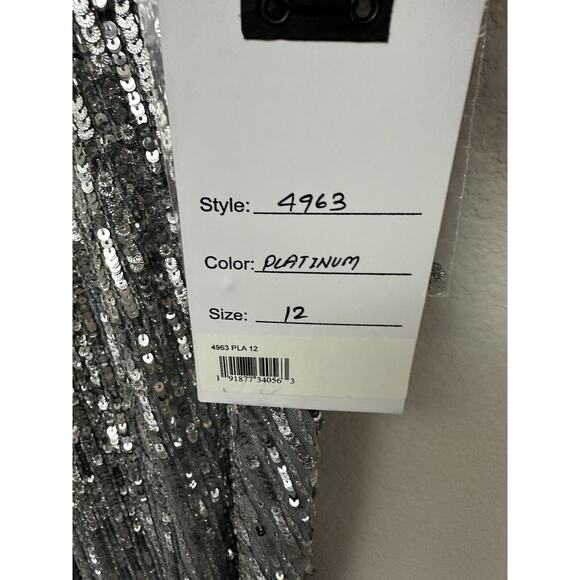 Style: 4963
Color: PLATINUM
Size: 12
4963 PLA 12
1 91877 34056 3